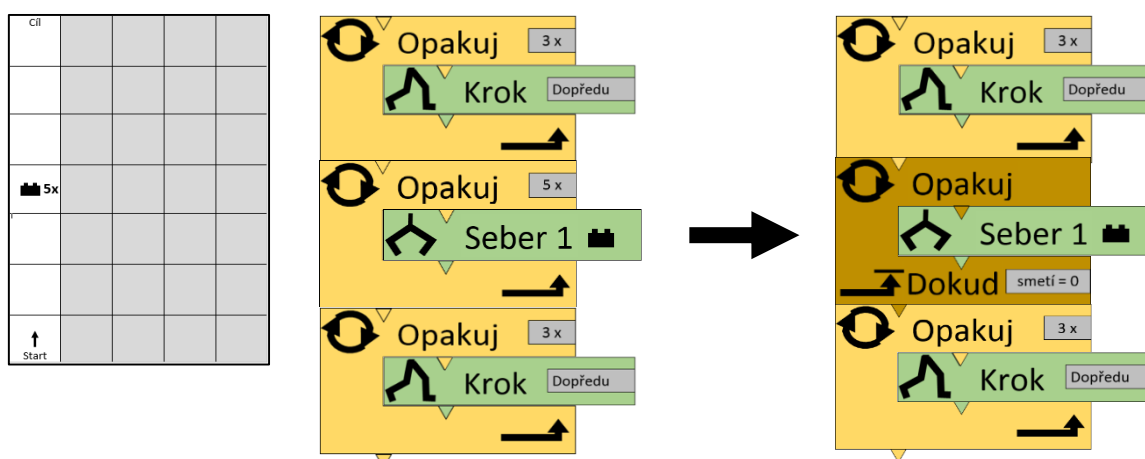 Cíl
5x
Start
Opakuj 3 x
Krok Dopředu
Opakuj 5 x
Seber 1
Opakuj 3 x
Krok Dopředu
Opakuj 3 x
Krok Dopředu
Opakuj
Seber 1
Dokud smetí = 0
Opakuj 3 x
Krok Dopředu